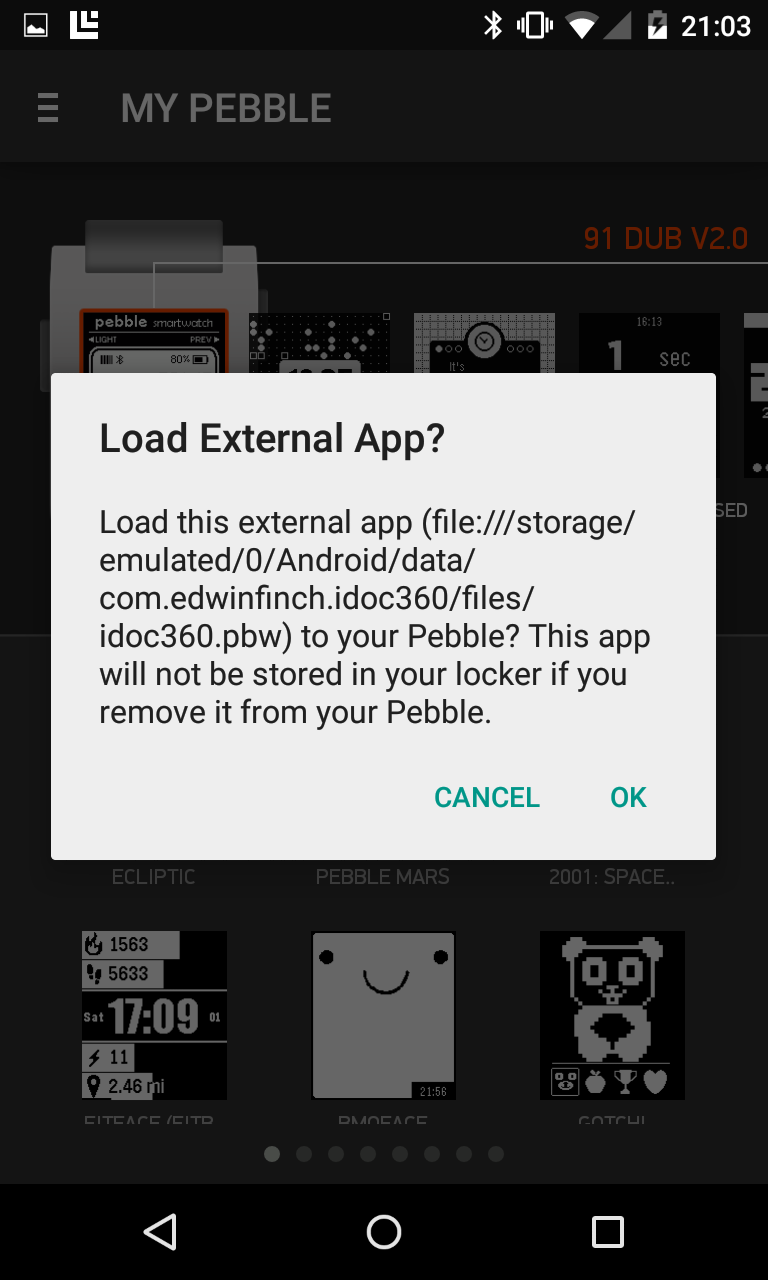 21:03
MY PEBBLE
91 DUB V2.0
pebble smartwatch
LIGHT PREV
80%
It's
16:13
1 sec
SED
Load External App?
Load this external app (file:///storage/
emulated/0/Android/data/
com.edwinfinch.idoc360/files/
idoc360.pbw) to your Pebble? This app
will not be stored in your locker if you
remove it from your Pebble.
CANCEL OK
ECLIPTIC PEBBLE MARS 2001: SPACE..
1563
5633
Sat 17:09 01
11
2.46 mi
21:56
FITFACE (FITB BMOFACE GOTCHI